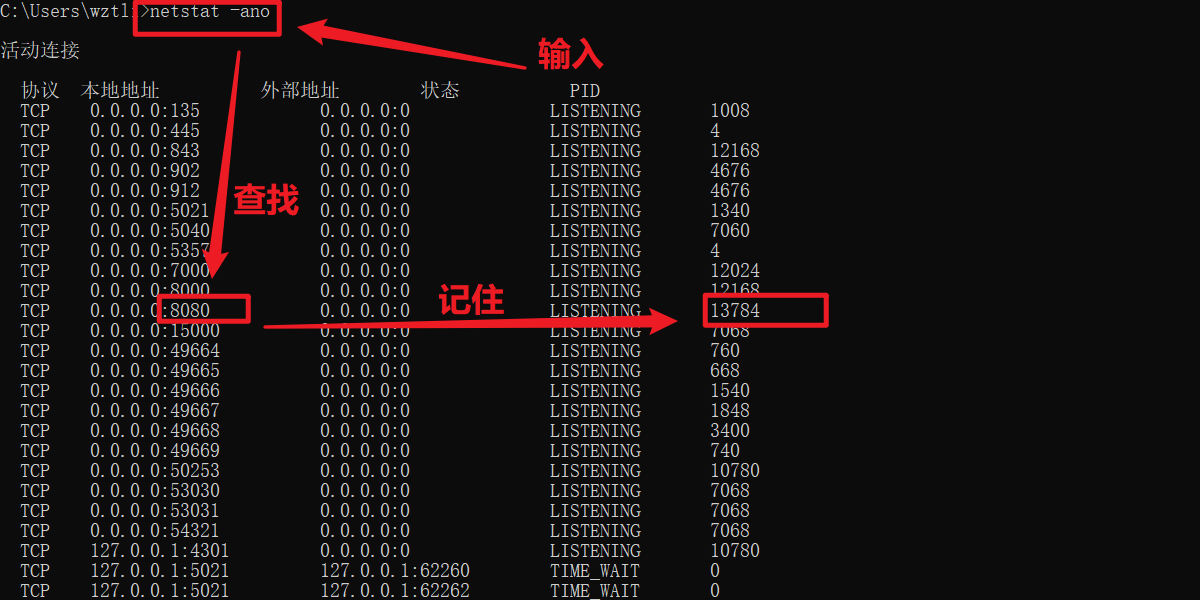 C:\Users\wztli>netstat -ano
输入
活动连接
协议 本地地址 外部地址 状态 PID
TCP 0.0.0.0:135 0.0.0.0:0 LISTENING 1008
TCP 0.0.0.0:445 0.0.0.0:0 LISTENING 4
TCP 0.0.0.0:843 0.0.0.0:0 LISTENING 12168
TCP 0.0.0.0:902 0.0.0.0:0 LISTENING 4676
TCP 0.0.0.0:912 0.0.0.0:0 LISTENING 4676
查找
TCP 0.0.0.0:5021 0.0.0.0:0 LISTENING 1340
TCP 0.0.0.0:5040 0.0.0.0:0 LISTENING 7060
TCP 0.0.0.0:5357 0.0.0.0:0 LISTENING 4
TCP 0.0.0.0:7000 0.0.0.0:0 LISTENING 12024
TCP 0.0.0.0:8000 0.0.0.0:0 LISTENING 12168
记住
TCP 0.0.0.0:8080 0.0.0.0:0 LISTENING 13784
TCP 0.0.0.0:15000 0.0.0.0:0 LISTENING 7068
TCP 0.0.0.0:49664 0.0.0.0:0 LISTENING 760
TCP 0.0.0.0:49665 0.0.0.0:0 LISTENING 668
TCP 0.0.0.0:49666 0.0.0.0:0 LISTENING 1540
TCP 0.0.0.0:49667 0.0.0.0:0 LISTENING 1848
TCP 0.0.0.0:49668 0.0.0.0:0 LISTENING 3400
TCP 0.0.0.0:49669 0.0.0.0:0 LISTENING 740
TCP 0.0.0.0:50253 0.0.0.0:0 LISTENING 10780
TCP 0.0.0.0:53030 0.0.0.0:0 LISTENING 7068
TCP 0.0.0.0:53031 0.0.0.0:0 LISTENING 7068
TCP 0.0.0.0:54321 0.0.0.0:0 LISTENING 7068
TCP 127.0.0.1:4301 0.0.0.0:0 LISTENING 10780
TCP 127.0.0.1:5021 127.0.0.1:62260 TIME_WAIT 0
TCP 127.0.0.1:5021 127.0.0.1:62262 TIME_WAIT 0